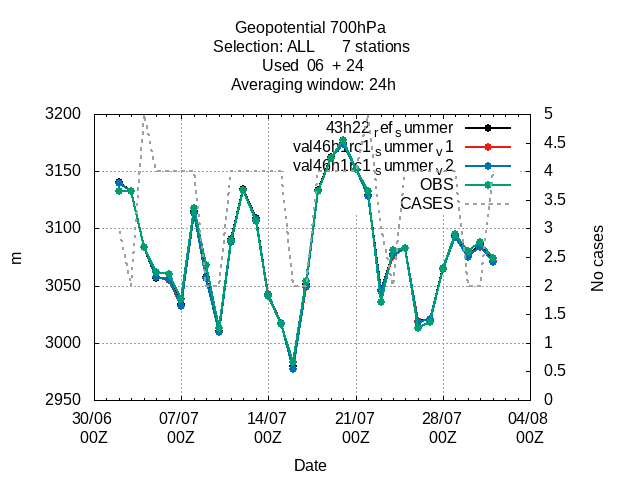 Geopotential 700hPa
Selection: ALL 7 stations
Used 06 + 24
Averaging window: 24h
3200
3150
3100
3050
3000
2950
5
4.5
4
3.5
3
2.5
2
1.5
1
0.5
0
43h22refsummer
val46h1rc1summerv1
val46h1rc1summerv2
OBS
CASES
m
No cases
30/06 07/07 14/07 21/07 28/07 04/08
00Z 00Z 00Z 00Z 00Z 00Z
Date